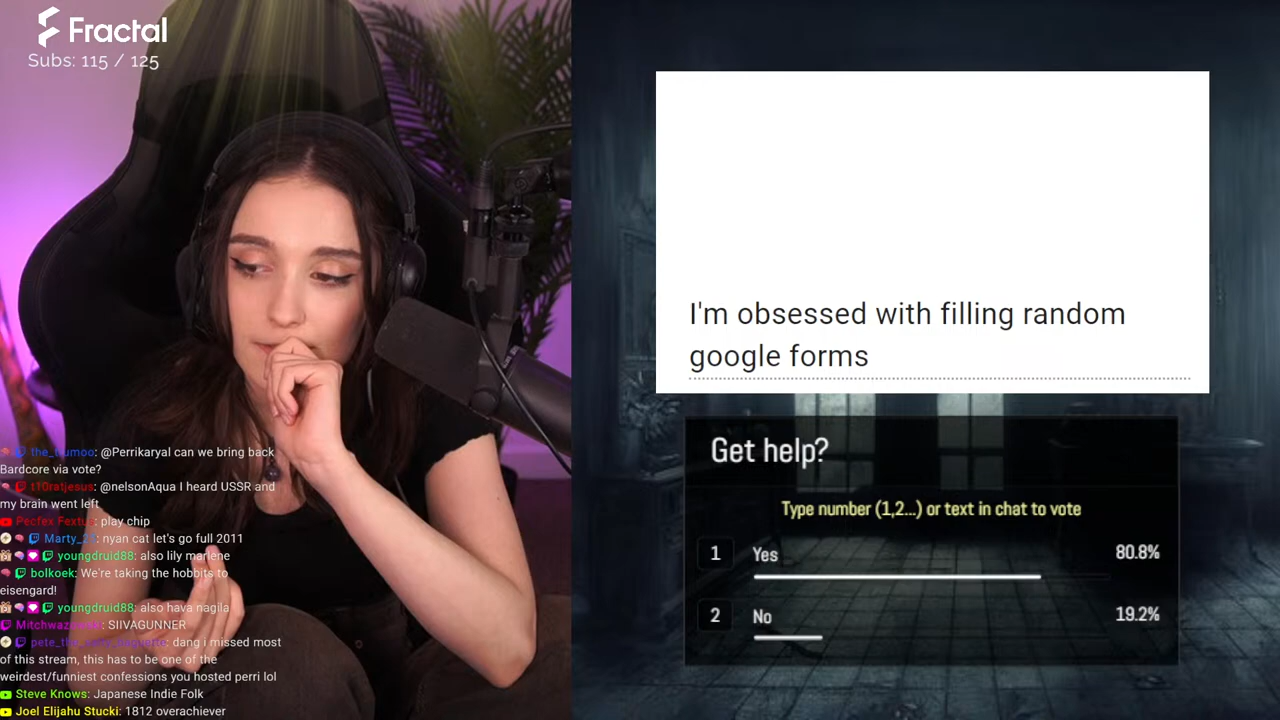 Fractal
Subs: 115 / 125
I'm obsessed with filling random
google forms
Get help?
Type number (1,2...) or text in chat to vote
1 Yes 80.8%
2 No 19.2%
@Perrikaryal can we bring back
Bardcore via vote?
t10ratjesus: @nelsonAqua I heard USSR and
my brain went left
play chip
nyan cat let's go full 2011
youngdruid88: also lily marlene
bolkoek: We're taking the hobbits to
eisengard!
youngdruid88: also hava nagila
SIIVAGUNNER
dang i missed most
of this stream, this has to be one of the
weirdest/funniest confessions you hosted perri lol
Steve Knows: Japanese Indie Folk
Joel Elijahu Stucki: 1812 overachiever